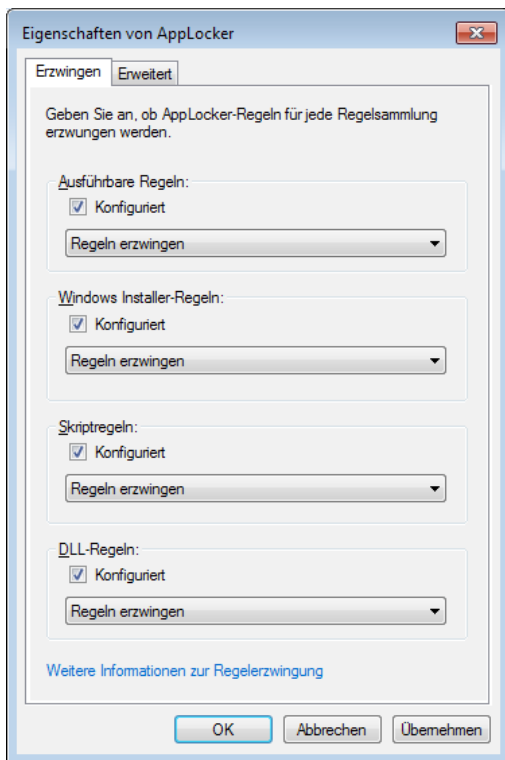 Eigenschaften von AppLocker
Erzwingen Erweitert
Geben Sie an, ob AppLocker-Regeln für jede Regelsammlung
erzwungen werden.
Ausführbare Regeln:
Konfiguriert
Regeln erzwingen
Windows Installer-Regeln:
Konfiguriert
Regeln erzwingen
Skriptregeln:
Konfiguriert
Regeln erzwingen
DLL-Regeln:
Konfiguriert
Regeln erzwingen
Weitere Informationen zur Regelerzwingung
OK Abbrechen Übernehmen